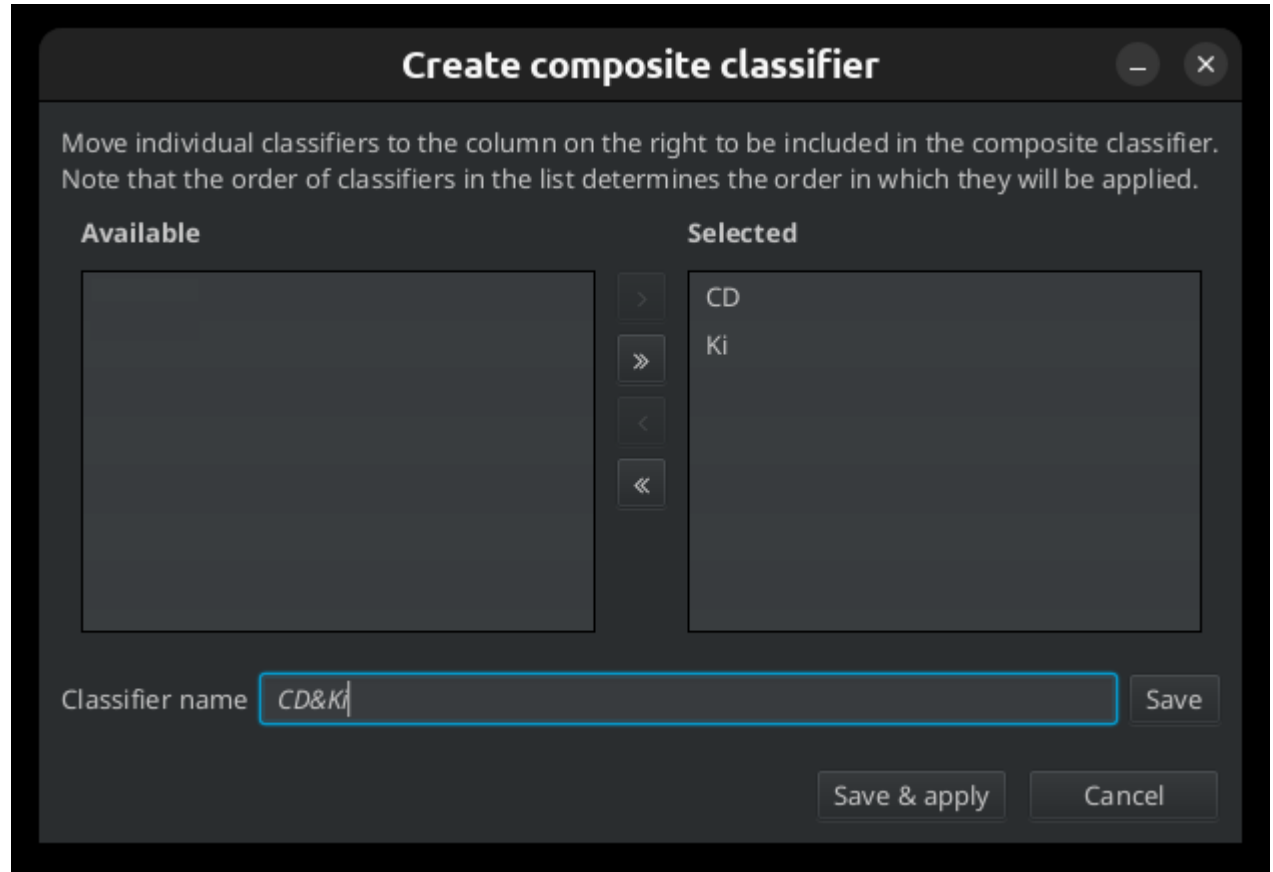 Create composite classifier
Move individual classifiers to the column on the right to be included in the composite classifier.
Note that the order of classifiers in the list determines the order in which they will be applied.
Available
Selected
CD
Ki
Classifier name
CD&Ki
Save
Save & apply
Cancel